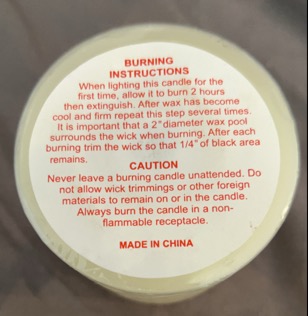 BURNING
INSTRUCTIONS
When lighting this candle for the
first time, allow it to burn 2 hours
then extinguish. After wax has become
cool and firm repeat this step several times.
It is important that a 2" diameter wax pool
surrounds the wick when burning. After each
burning trim the wick so that 1/4" of black area
remains.
CAUTION
Never leave a burning candle unattended. Do
not allow wick trimmings or other foreign
materials to remain on or in the candle.
Always burn the candle in a non-
flammable receptacle.
MADE IN CHINA